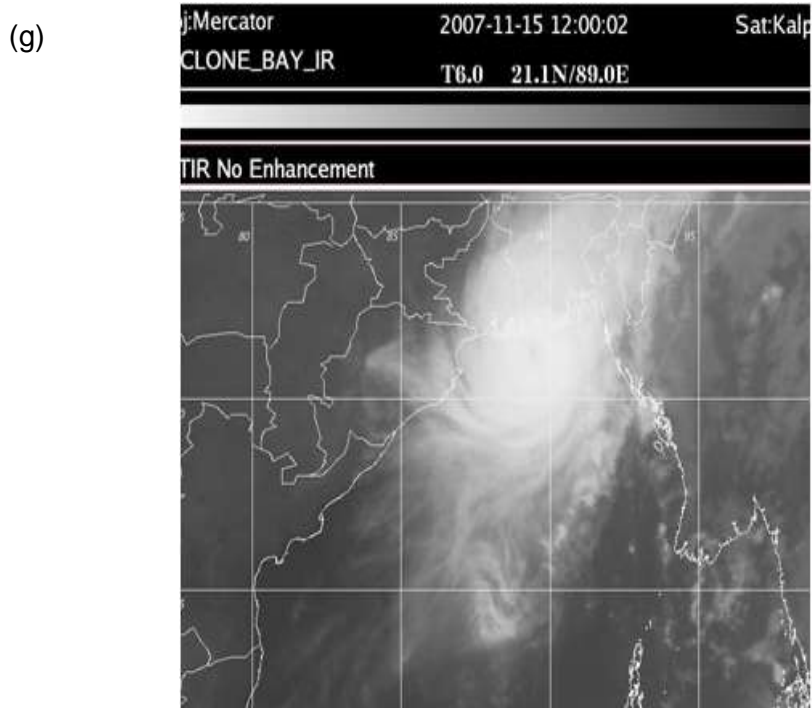 (g)
j:Mercator 2007-11-15 12:00:02 Sat:Kalp
CLONE_BAY_IR
T6.0 21.1N/89.0E
TIR No Enhancement
80 85 95